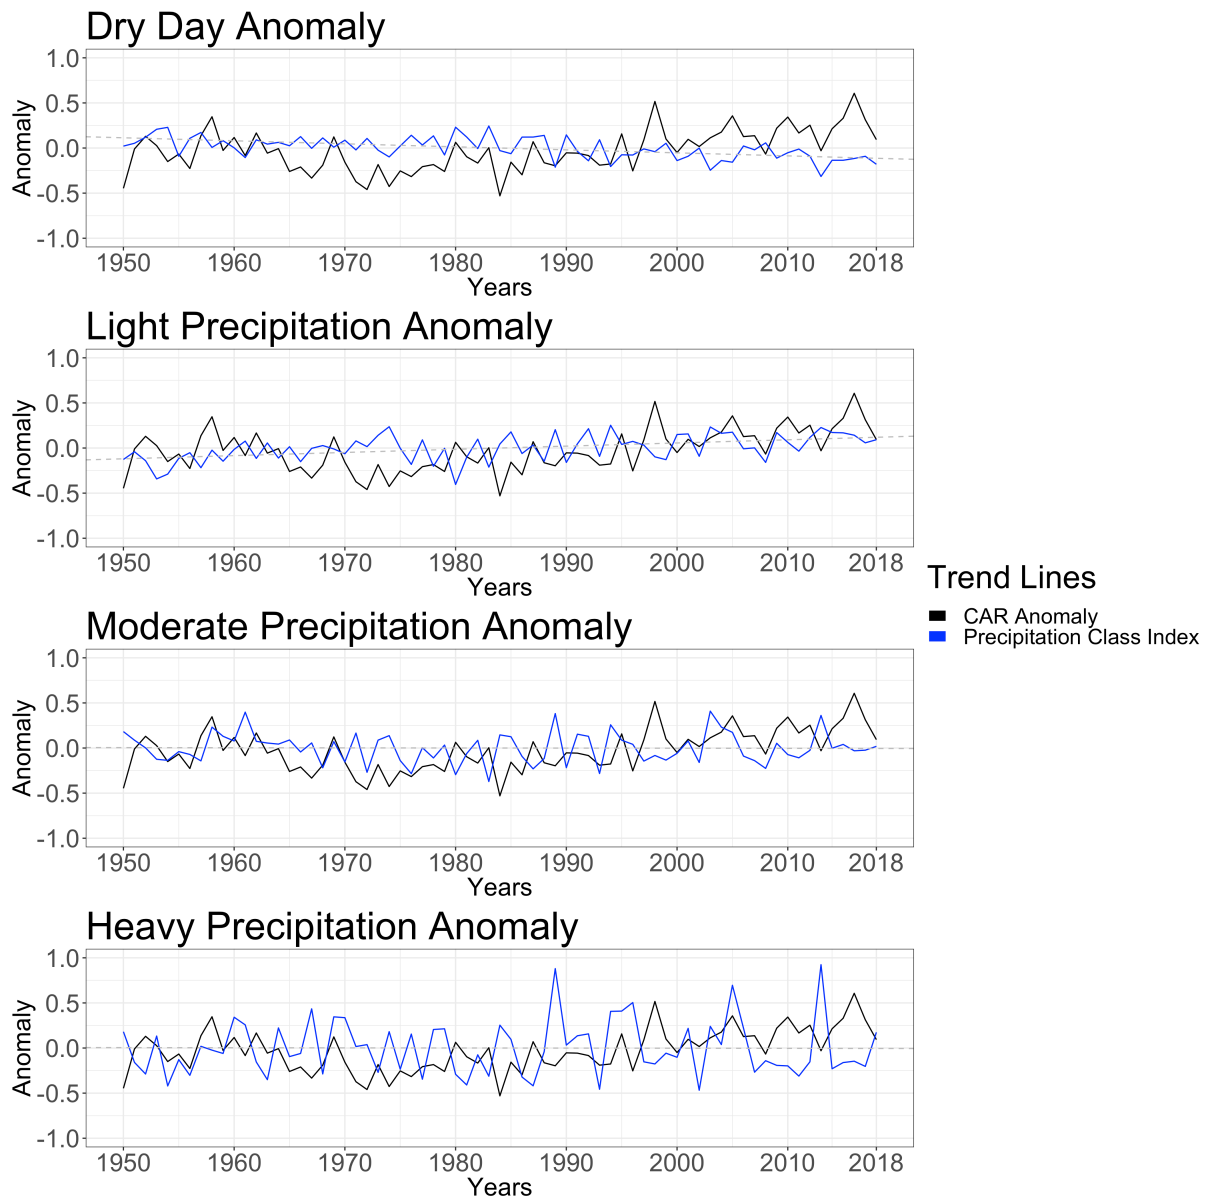 Dry Day Anomaly
Anomaly
1.0
0.5
0.0
-0.5
-1.0
1950 1960 1970 1980 1990 2000 2010 2018
Years
Light Precipitation Anomaly
Anomaly
1.0
0.5
0.0
-0.5
-1.0
1950 1960 1970 1980 1990 2000 2010 2018
Years
Trend Lines
CAR Anomaly
Precipitation Class Index
Moderate Precipitation Anomaly
Anomaly
1.0
0.5
0.0
-0.5
-1.0
1950 1960 1970 1980 1990 2000 2010 2018
Years
Heavy Precipitation Anomaly
Anomaly
1.0
0.5
0.0
-0.5
-1.0
1950 1960 1970 1980 1990 2000 2010 2018
Years